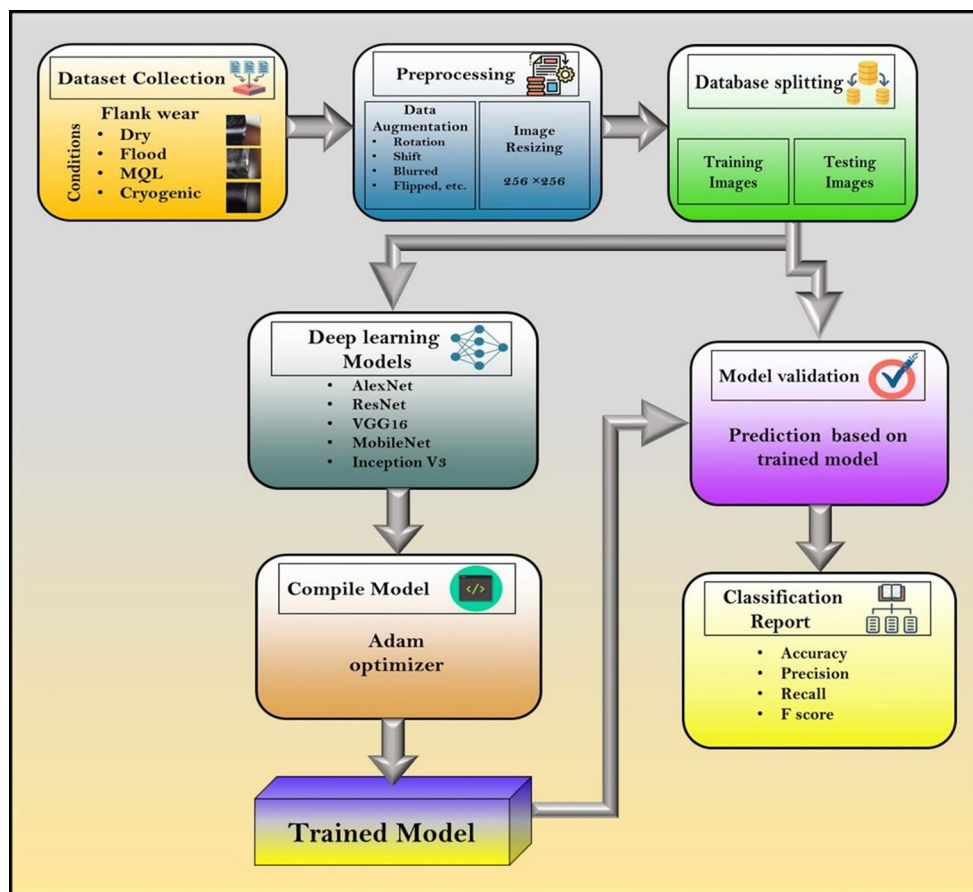 Dataset Collection
Conditions
Flank wear
• Dry
• Flood
• MQL
• Cryogenic
Preprocessing
Data
Augmentation
• Rotation
• Shift
• Blurred
• Flipped, etc.
Image
Resizing
256 ×256
Database splitting
Training
Images
Testing
Images
Deep learning
Models
• AlexNet
• ResNet
• VGG16
• MobileNet
• Inception V3
Model validation
Prediction based on
trained model
Compile Model
</>
Adam
optimizer
Classification
Report
• Accuracy
• Precision
• Recall
• F score
Trained Model